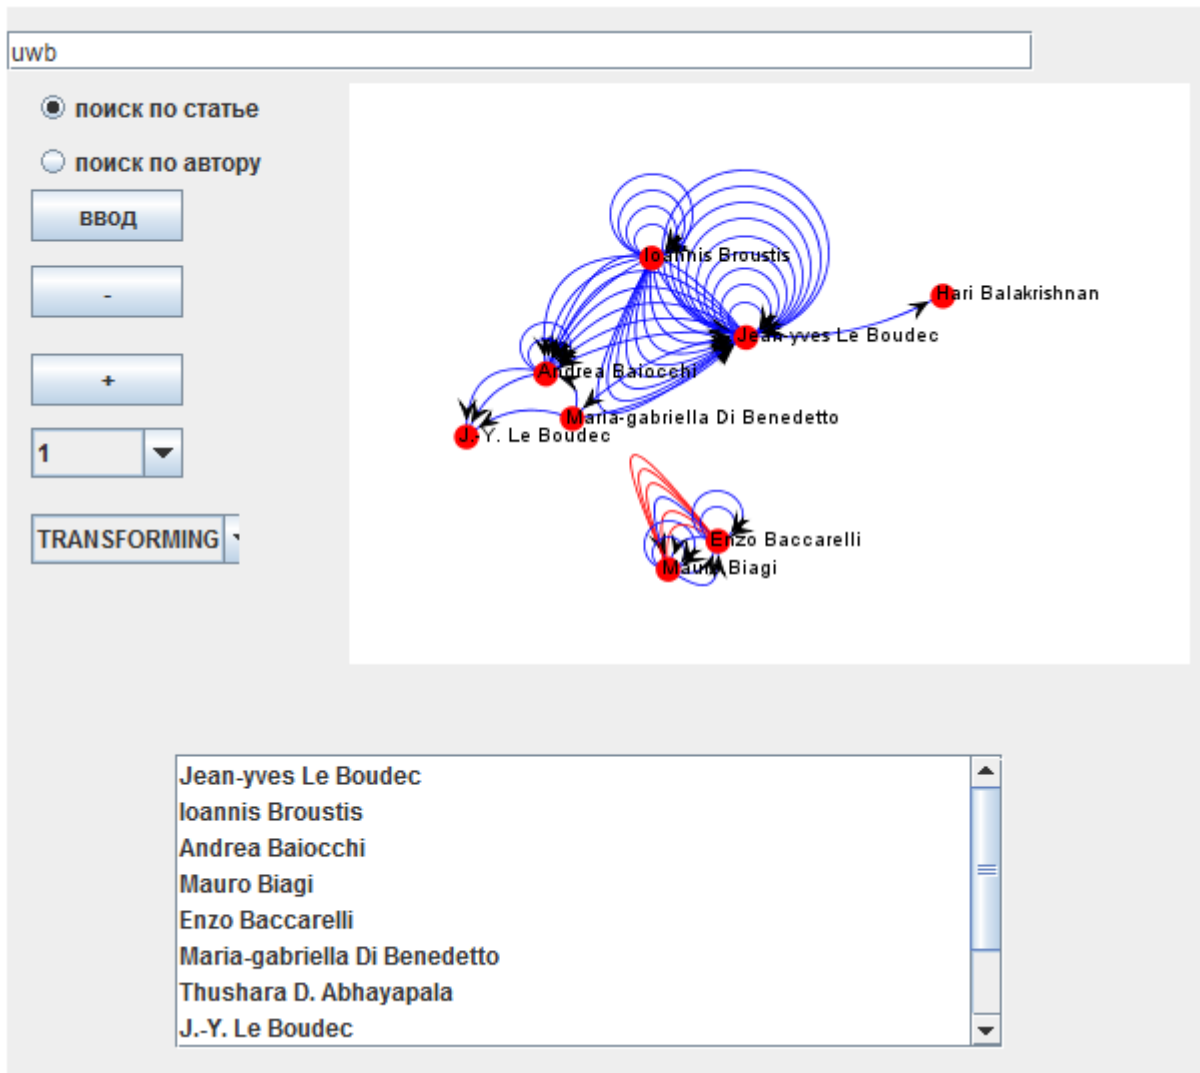 uwb
поиск по статье
поиск по автору
ввод
-
+
1
TRANSFORMING
Ioannis Broustis
Hari Balakrishnan
Jean-yves Le Boudec
Andrea Baiocchi
Maria-gabriella Di Benedetto
J.-Y. Le Boudec
Enzo Baccarelli
Mauro Biagi
Jean-yves Le Boudec
Ioannis Broustis
Andrea Baiocchi
Mauro Biagi
Enzo Baccarelli
Maria-gabriella Di Benedetto
Thushara D. Abhayapala
J.-Y. Le Boudec